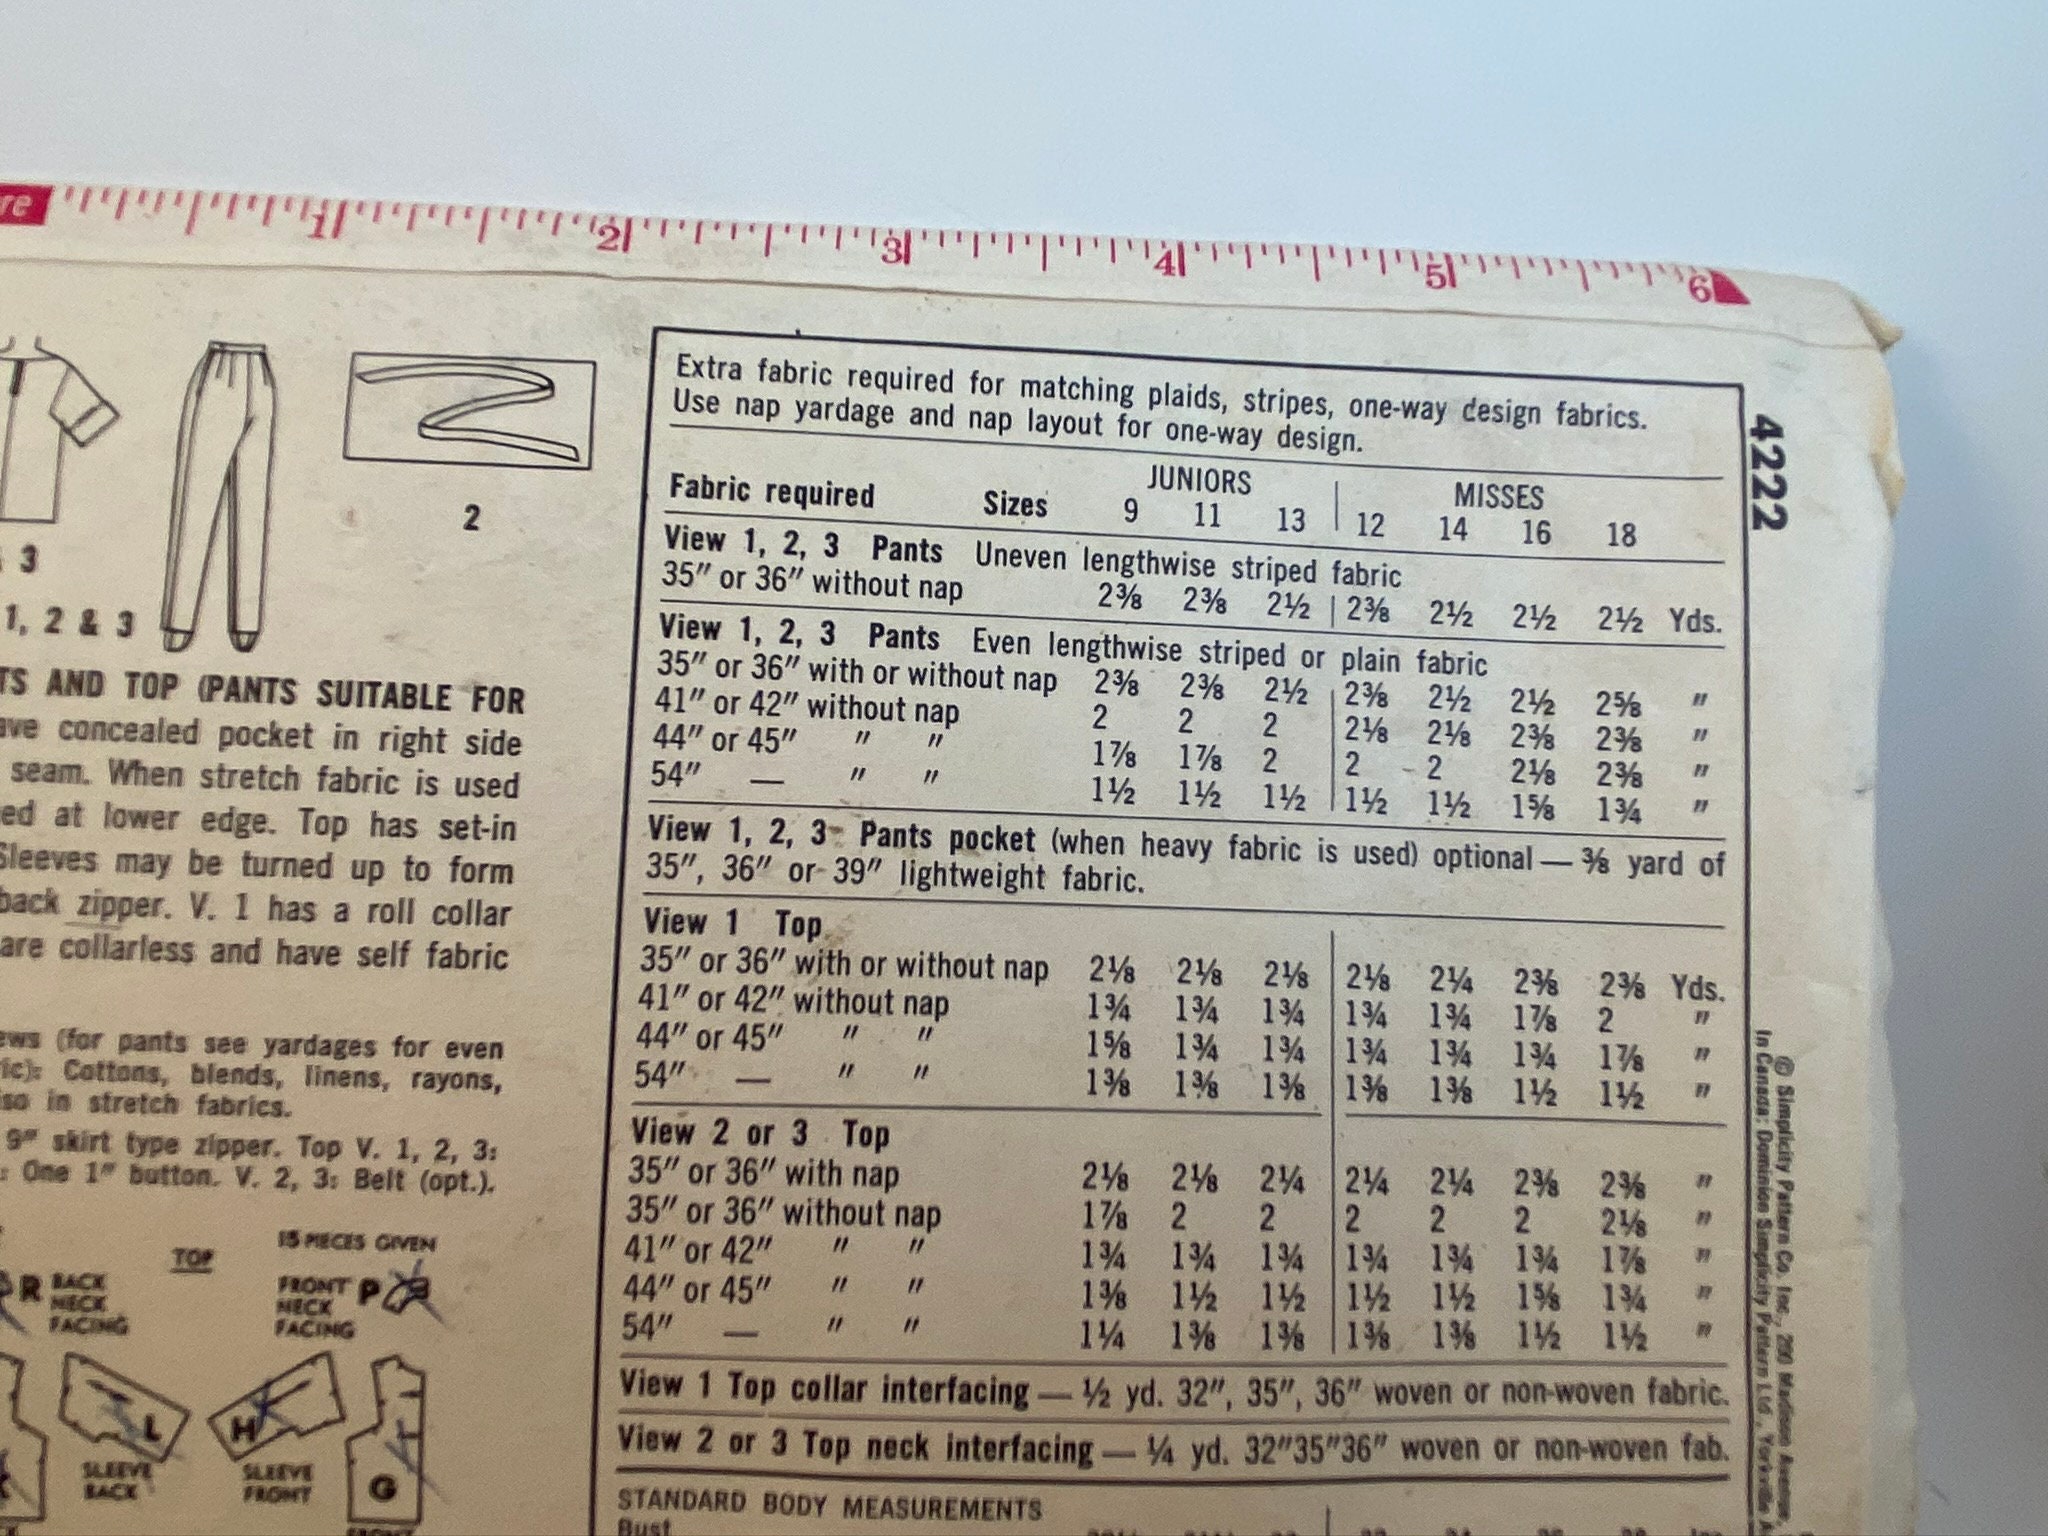 re 1 2 3 4 5 6
2
& 3
1, 2 & 3
TS AND TOP (PANTS SUITABLE FOR
ave concealed pocket in right side
seam. When stretch fabric is used
ed at lower edge. Top has set-in
Sleeves may be turned up to form
back zipper. V. 1 has a roll collar
are collarless and have self fabric
ews (for pants see yardages for even
ric): Cottons, blends, linens, rayons,
lso in stretch fabrics.
9" skirt type zipper. Top V. 1, 2, 3:
: One 1" button. V. 2, 3: Belt (opt.).
15 PIECES GIVEN
TOP
R BACK
NECK
FACING
FRONT P
NECK
FACING
L
SLEEVE
BACK
H
SLEEVE
FRONT
G
FRONT
Extra fabric required for matching plaids, stripes, one-way design fabrics.
Use nap yardage and nap layout for one-way design.
JUNIORS MISSES
Fabric required Sizes 9 11 13 12 14 16 18
View 1, 2, 3 Pants Uneven lengthwise striped fabric
35" or 36" without nap 2⅜ 2⅜ 2½ 2⅜ 2½ 2½ 2½ Yds.
View 1, 2, 3 Pants Even lengthwise striped or plain fabric
35" or 36" with or without nap 2⅜ 2⅜ 2½ 2⅜ 2½ 2½ 2⅝ "
41" or 42" without nap 2 2 2 2⅛ 2⅛ 2⅜ 2⅜ "
44" or 45" " " 1⅞ 1⅞ 2 2 2 2⅛ 2⅜ "
54" — " " 1½ 1½ 1½ 1½ 1½ 1⅝ 1¾ "
View 1, 2, 3 Pants pocket (when heavy fabric is used) optional — ⅜ yard of
35", 36" or 39" lightweight fabric.
View 1 Top
35" or 36" with or without nap 2⅛ 2⅛ 2⅛ 2⅛ 2¼ 2⅜ 2⅜ Yds.
41" or 42" without nap 1¾ 1¾ 1¾ 1¾ 1¾ 1⅞ 2 "
44" or 45" " " 1⅝ 1¾ 1¾ 1¾ 1¾ 1¾ 1⅞ "
54" — " " 1⅜ 1⅜ 1⅜ 1⅜ 1⅜ 1½ 1½ "
View 2 or 3 Top
35" or 36" with nap 2⅛ 2⅛ 2¼ 2¼ 2¼ 2⅜ 2⅜ "
35" or 36" without nap 1⅞ 2 2 2 2 2 2⅛ "
41" or 42" " " 1¾ 1¾ 1¾ 1¾ 1¾ 1¾ 1⅞ "
44" or 45" " " 1⅜ 1½ 1½ 1½ 1½ 1⅝ 1¾ "
54" — " " 1¼ 1⅜ 1⅜ 1⅜ 1⅜ 1½ 1½ "
View 1 Top collar interfacing — ½ yd. 32", 35", 36" woven or non-woven fabric.
View 2 or 3 Top neck interfacing — ¼ yd. 32"35"36" woven or non-woven fab.
STANDARD BODY MEASUREMENTS
Bust
4222
© Simplicity Pattern Co. Inc., 200 Madison Avenue,
In Canada: Dominion Simplicity Pattern Ltd., Yorkville